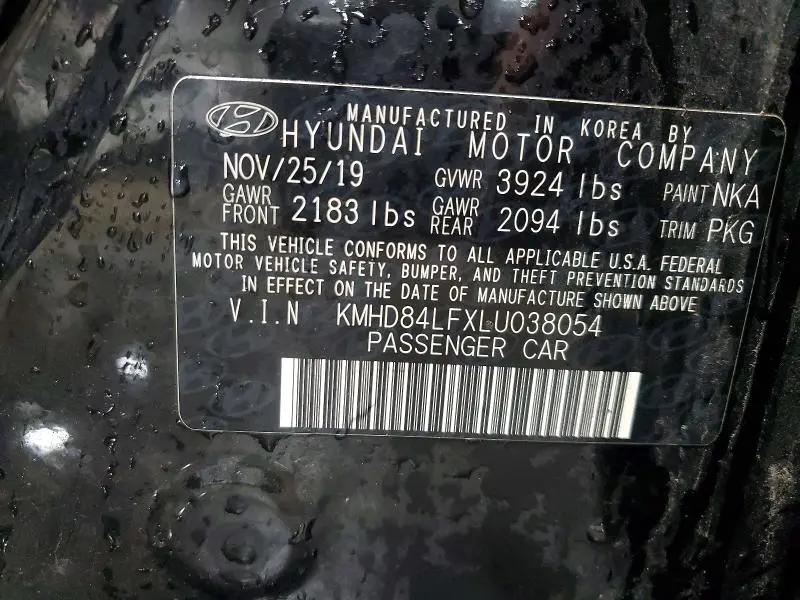 MANUFACTURED IN KOREA BY
HYUNDAI MOTOR COMPANY
NOV/25/19 GVWR 3924 lbs PAINT NKA
GAWR FRONT 2183 lbs GAWR REAR 2094 lbs TRIM PKG
THIS VEHICLE CONFORMS TO ALL APPLICABLE U.S.A. FEDERAL
MOTOR VEHICLE SAFETY, BUMPER, AND THEFT PREVENTION STANDARDS
IN EFFECT ON THE DATE OF MANUFACTURE SHOWN ABOVE
V.I.N KMHD84LFXLU038054
PASSENGER CAR